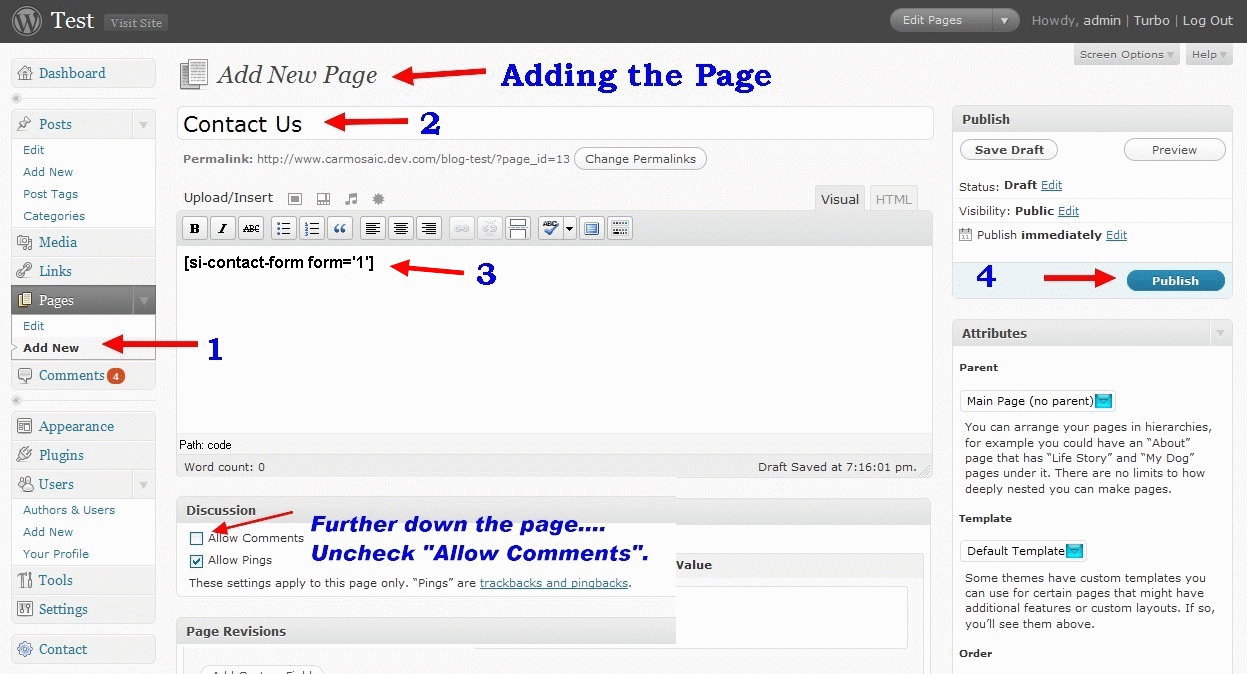 Test Visit Site Edit Pages Howdy, admin | Turbo | Log Out
Screen Options Help
Dashboard
Posts
Edit
Add New
Post Tags
Categories
Media
Links
Pages
Edit
Add New
1
Comments 4
Appearance
Plugins
Users
Authors & Users
Add New
Your Profile
Tools
Settings
Contact
Add New Page Adding the Page
Contact Us 2
Permalink: http://www.carmosaic.dev.com/blog-test/?page_id=13 Change Permalinks
Upload/Insert Visual HTML
B I ABC ABC
[si-contact-form form='1'] 3
Path: code
Word count: 0 Draft Saved at 7:16:01 pm.
Discussion
Allow Comments
Allow Pings
Further down the page....
Uncheck "Allow Comments".
These settings apply to this page only. “Pings” are trackbacks and pingbacks.
Value
Page Revisions
Publish
Save Draft Preview
Status: Draft Edit
Visibility: Public Edit
Publish immediately Edit
4 Publish
Attributes
Parent
Main Page (no parent)
You can arrange your pages in hierarchies,
for example you could have an “About”
page that has “Life Story” and “My Dog”
pages under it. There are no limits to how
deeply nested you can make pages.
Template
Default Template
Some themes have custom templates you
can use for certain pages that might have
additional features or custom layouts. If so,
you’ll see them above.
Order